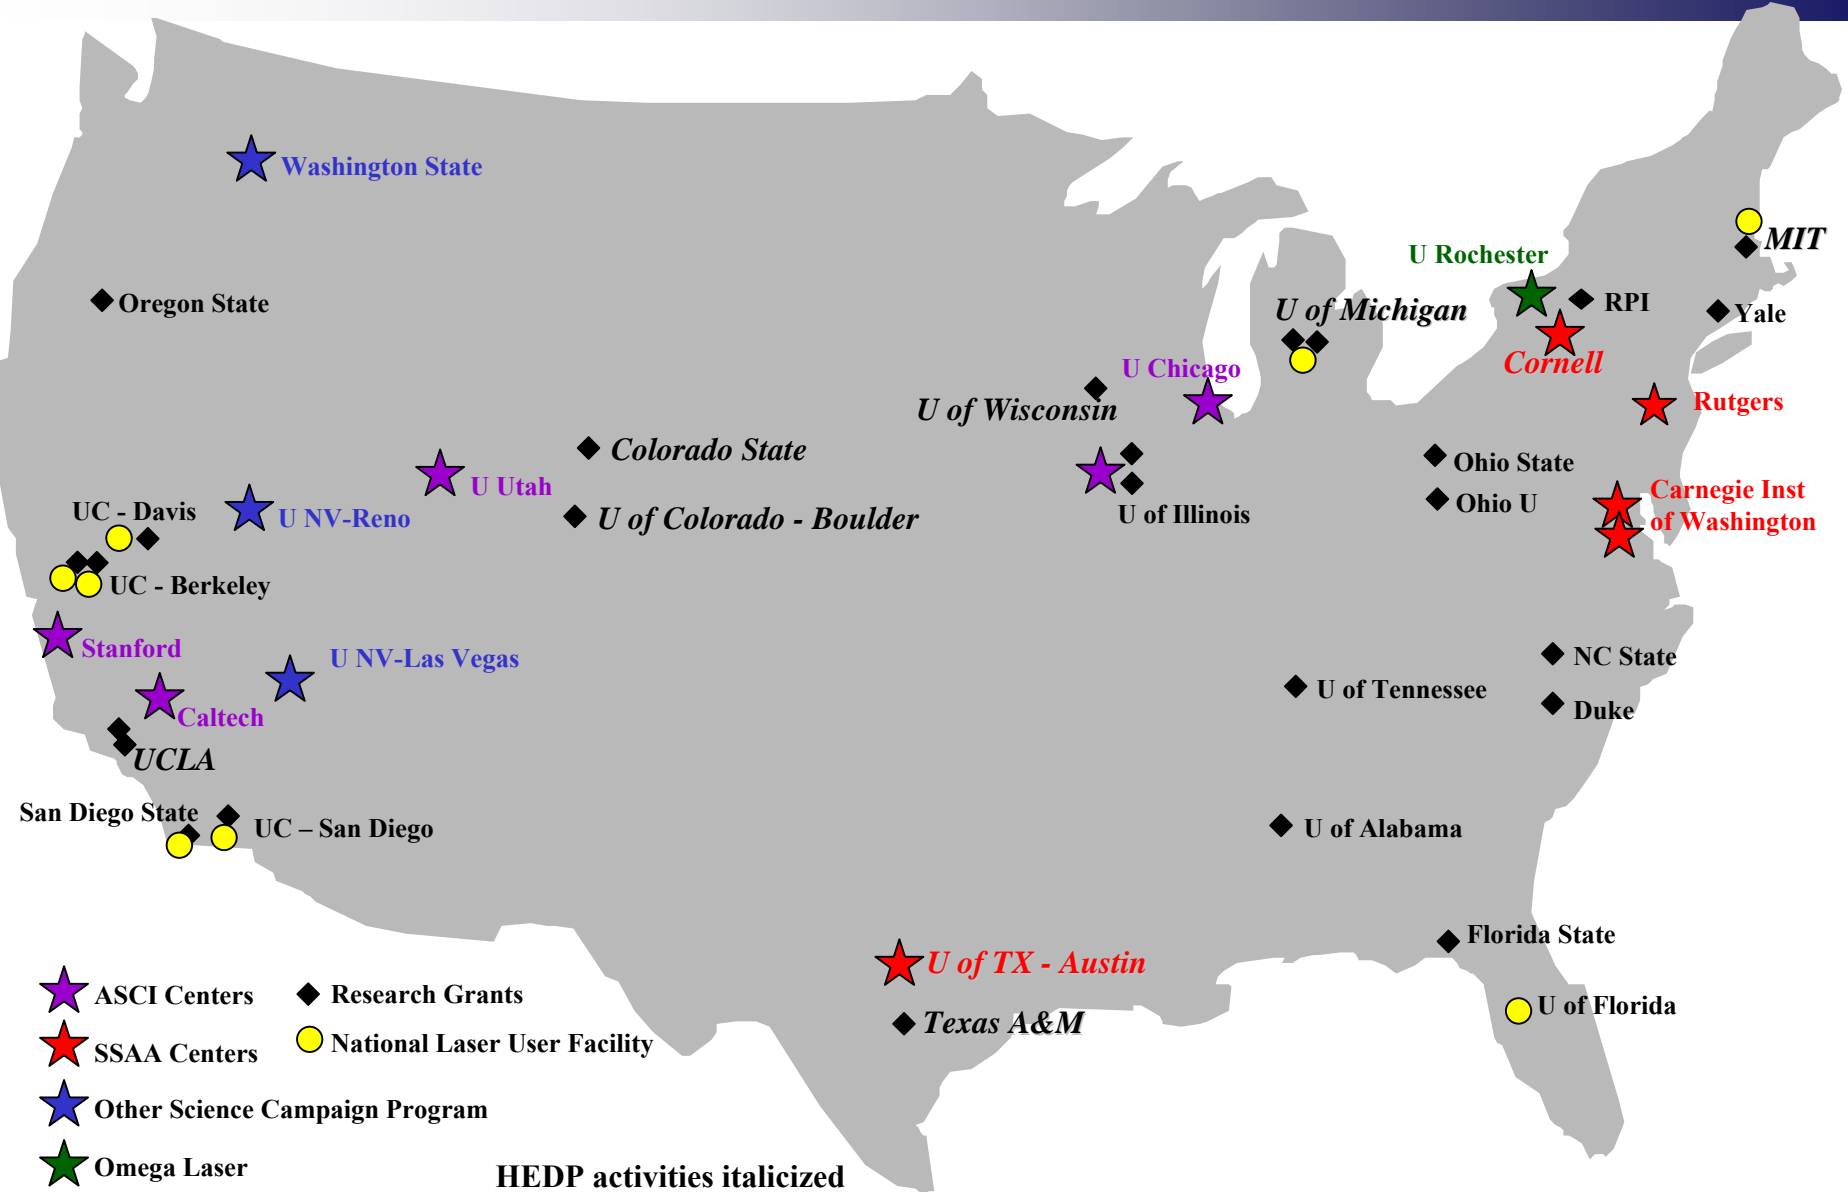 Washington State
MIT
U Rochester
Oregon State
U of Michigan
RPI
Yale
Cornell
U Chicago
Rutgers
U of Wisconsin
Colorado State
Ohio State
U Utah
Carnegie Inst
of Washington
Ohio U
UC - Davis
U NV-Reno
U of Colorado - Boulder
U of Illinois
UC - Berkeley
Stanford
U NV-Las Vegas
NC State
U of Tennessee
Caltech
Duke
UCLA
San Diego State
UC – San Diego
U of Alabama
Florida State
U of TX - Austin
Texas A&M
U of Florida
ASCI Centers
Research Grants
SSAA Centers
National Laser User Facility
Other Science Campaign Program
Omega Laser
HEDP activities italicized